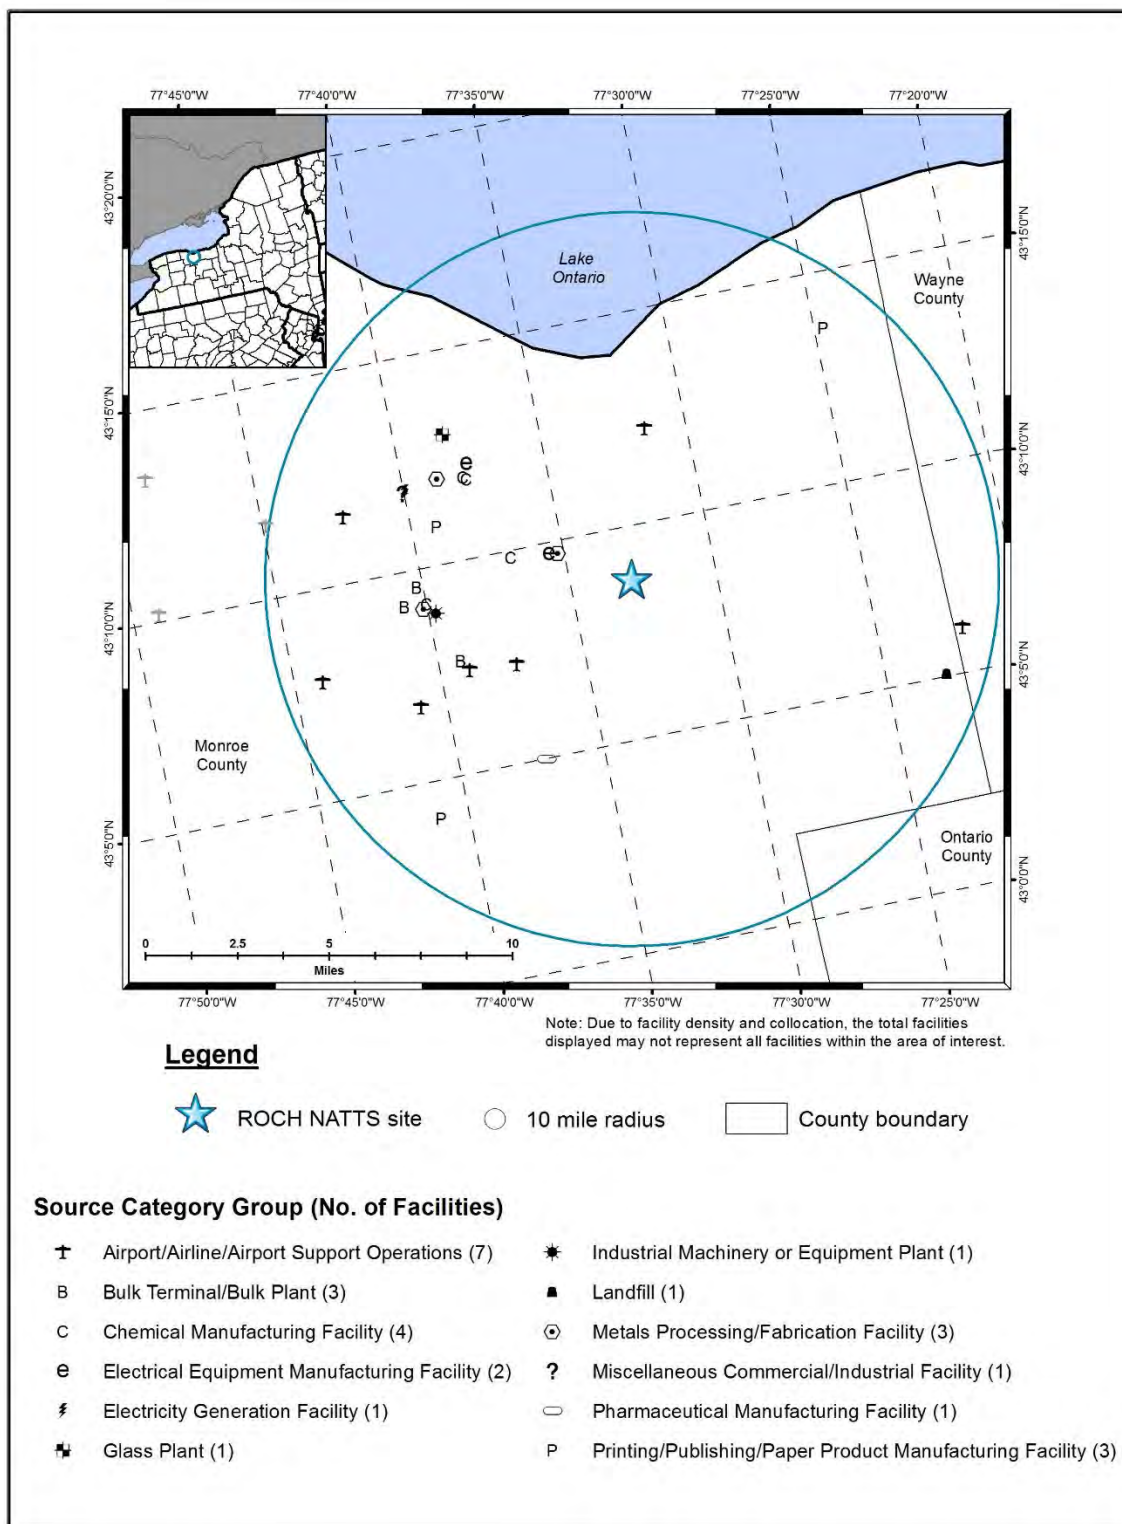 77°45'0"W 77°40'0"W 77°35'0"W 77°30'0"W 77°25'0"W 77°20'0"W
43°20'0"N
43°15'0"N
43°10'0"N
43°5'0"N
43°15'0"N
43°10'0"N
43°5'0"N
43°0'0"N
Lake
Ontario
Wayne
County
P
e
C
C
?
P
C
e
B
C
B
B
Monroe
County
P
Ontario
County
0 2.5 5 10
Miles
77°50'0"W 77°45'0"W 77°40'0"W 77°35'0"W 77°30'0"W 77°25'0"W
Note: Due to facility density and collocation, the total facilities
displayed may not represent all facilities within the area of interest.
Legend
ROCH NATTS site 10 mile radius County boundary
Source Category Group (No. of Facilities)
Airport/Airline/Airport Support Operations (7)
B Bulk Terminal/Bulk Plant (3)
C Chemical Manufacturing Facility (4)
e Electrical Equipment Manufacturing Facility (2)
Electricity Generation Facility (1)
Glass Plant (1)
Industrial Machinery or Equipment Plant (1)
Landfill (1)
Metals Processing/Fabrication Facility (3)
? Miscellaneous Commercial/Industrial Facility (1)
Pharmaceutical Manufacturing Facility (1)
P Printing/Publishing/Paper Product Manufacturing Facility (3)